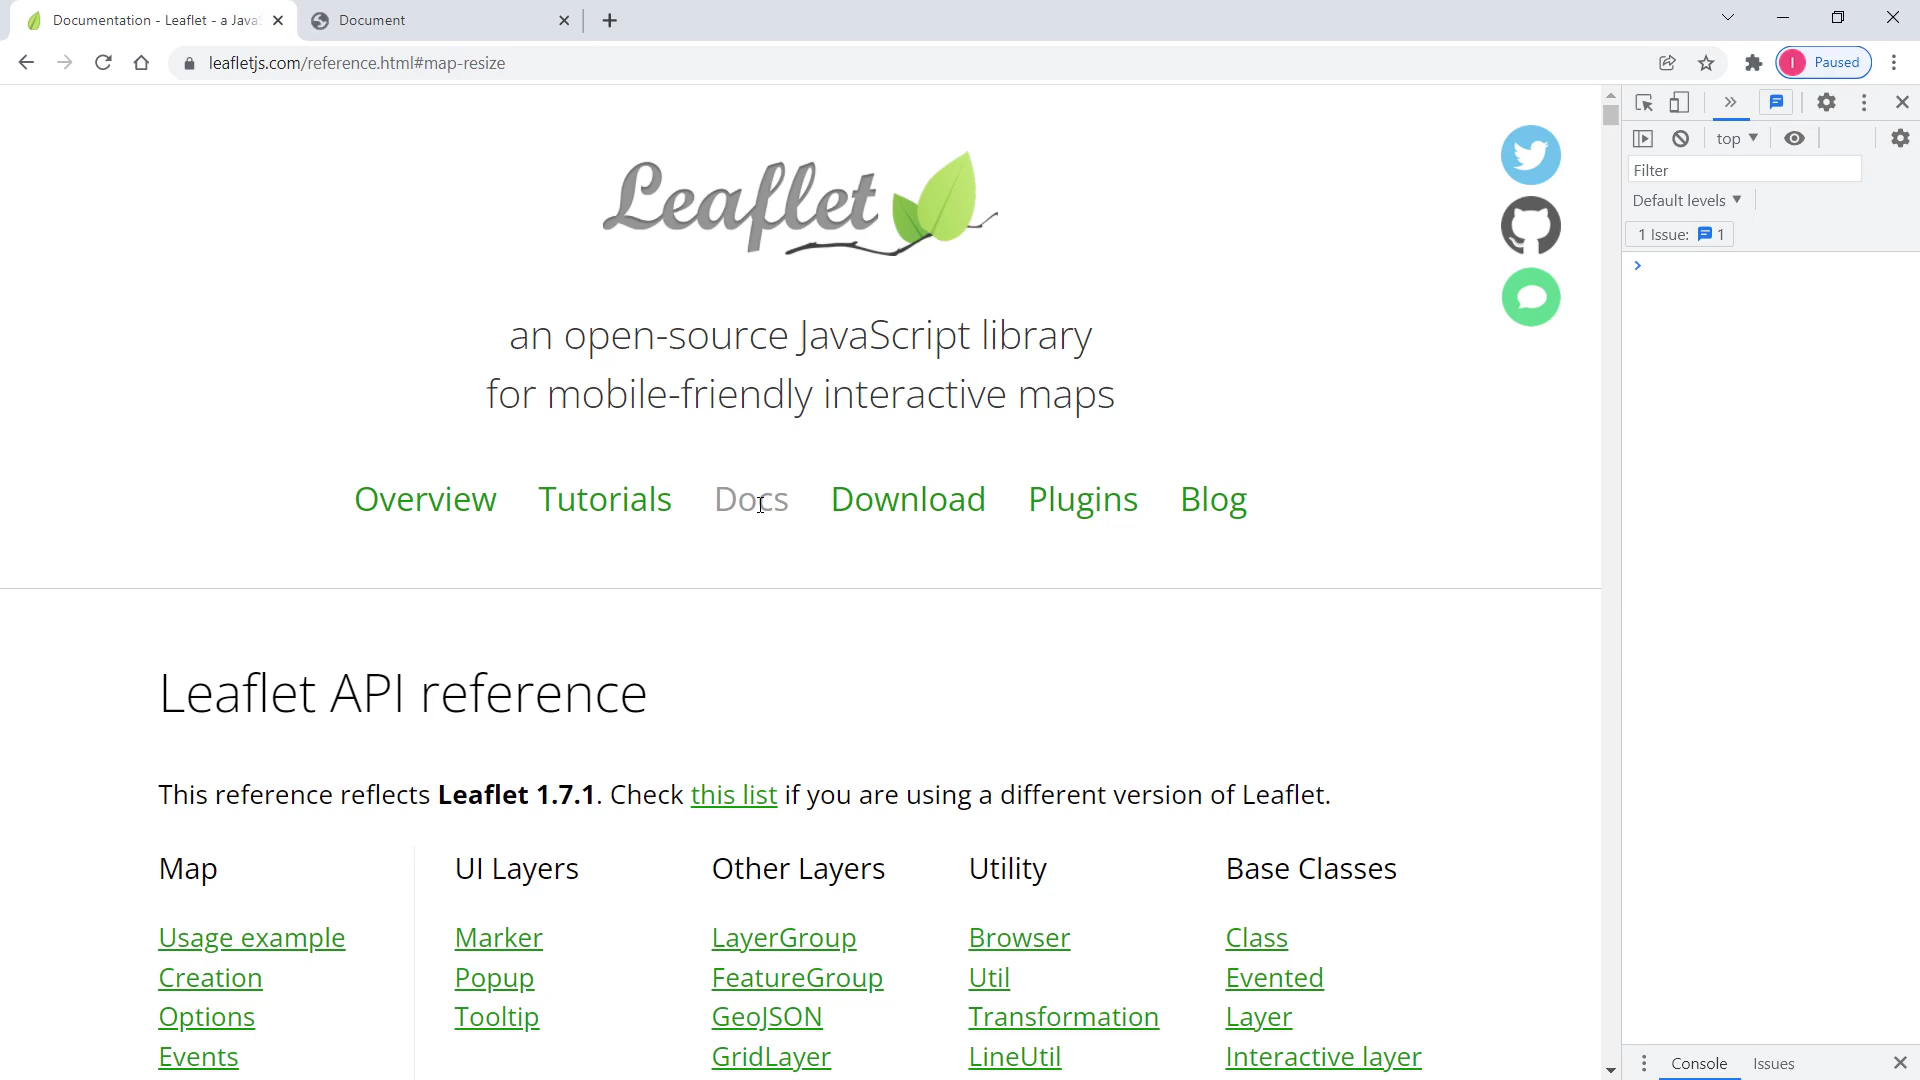 Documentation - Leaflet - a Java
Document
leafletjs.com/reference.html#map-resize
I Paused
top
Filter
Default levels
1 Issue: 1
Leaflet
an open-source JavaScript library
for mobile-friendly interactive maps
Overview Tutorials Docs Download Plugins Blog
Leaflet API reference
This reference reflects Leaflet 1.7.1. Check this list if you are using a different version of Leaflet.
Map
Usage example
Creation
Options
Events
UI Layers
Marker
Popup
Tooltip
Other Layers
LayerGroup
FeatureGroup
GeoJSON
GridLayer
Utility
Browser
Util
Transformation
LineUtil
Base Classes
Class
Evented
Layer
Interactive layer
Console Issues